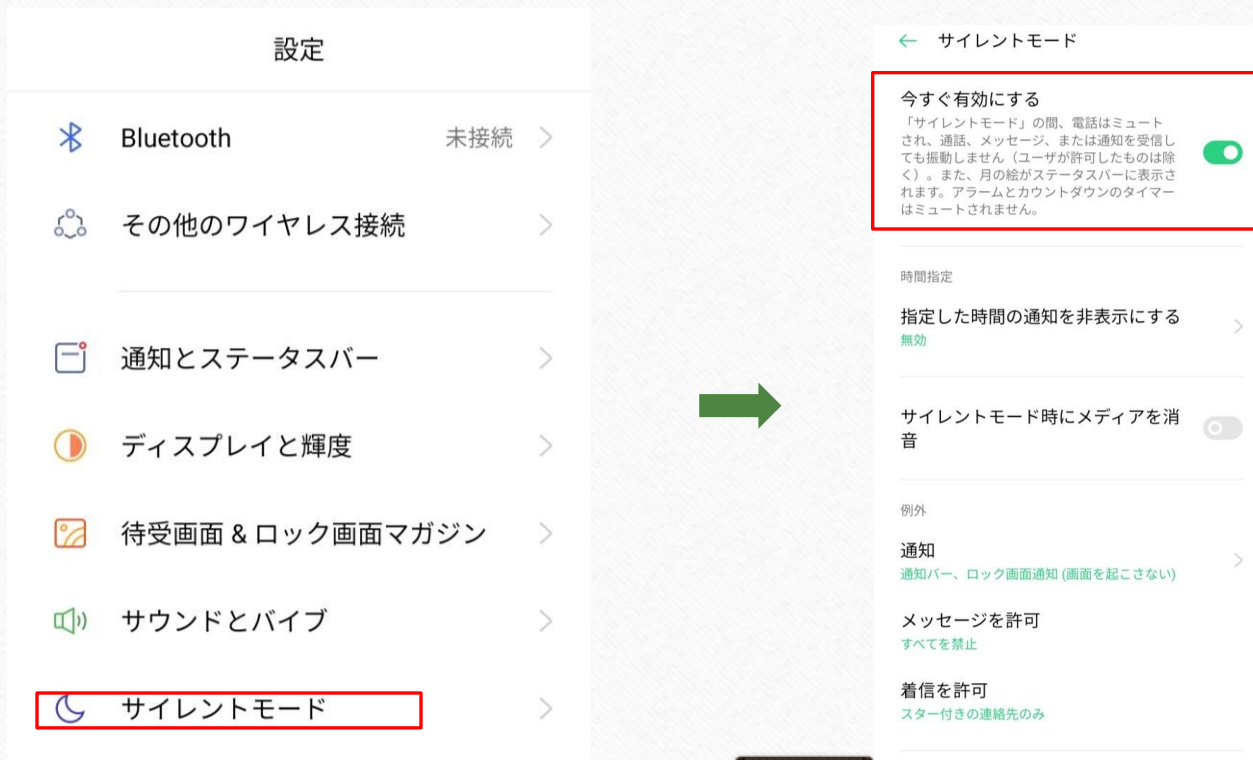 設定
Bluetooth 未接続
その他のワイヤレス接続
通知とステータスバー
ディスプレイと輝度
待受画面 & ロック画面マガジン
サウンドとバイブ
サイレントモード
サイレントモード
今すぐ有効にする
「サイレントモード」の間、電話はミュート
され、通話、メッセージ、または通知を受信し
ても振動しません（ユーザが許可したものは除
く）。また、月の絵がステータスバーに表示さ
れます。アラームとカウントダウンのタイマー
はミュートされません。
時間指定
指定した時間の通知を非表示にする
無効
サイレントモード時にメディアを消
音
例外
通知
通知バー、ロック画面通知 (画面を起こさない)
メッセージを許可
すべてを禁止
着信を許可
スター付きの連絡先のみ